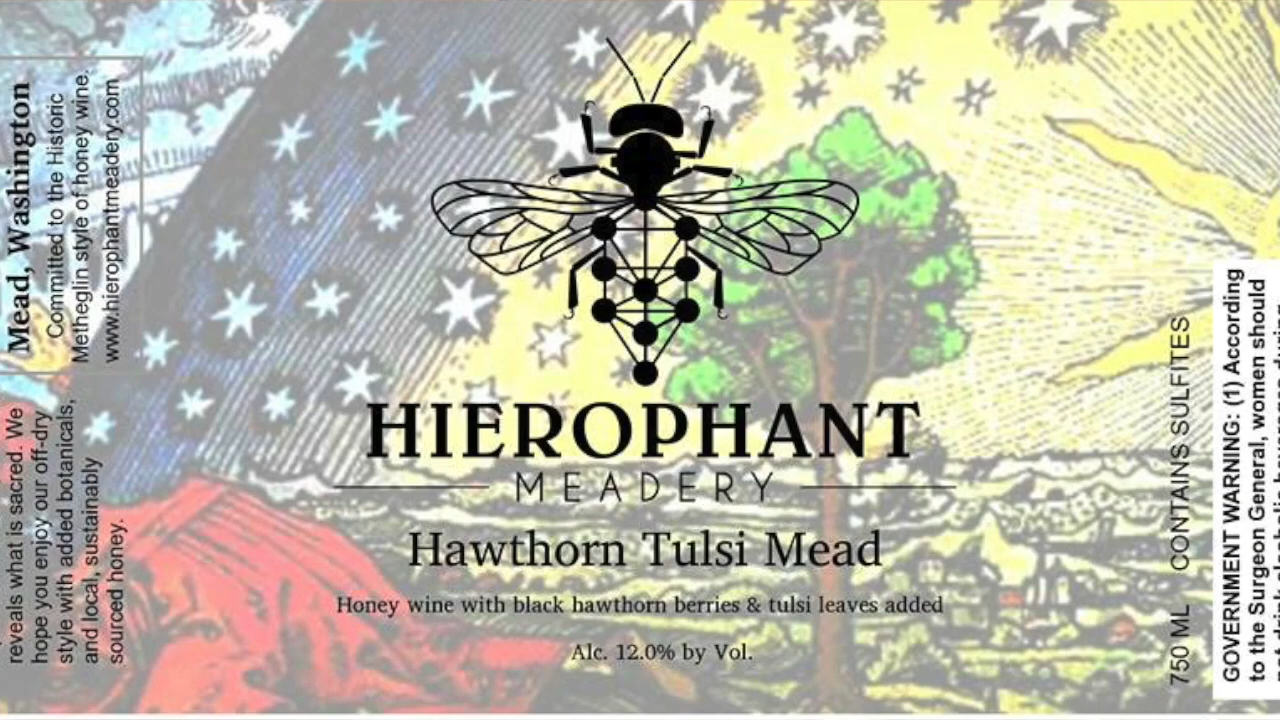 Mead, Washington
Committed to the Historic
Metheglin style of honey wine.
www.hierophantmeadery.com
reveals what is sacred. We
hope you enjoy our off-dry
style with added botanicals,
and local, sustainably
sourced honey.
HIEROPHANT
MEADERY
Hawthorn Tulsi Mead
Honey wine with black hawthorn berries & tulsi leaves added
Alc. 12.0% by Vol.
750 ML CONTAINS SULFITES
GOVERNMENT WARNING: (1) According
to the Surgeon General, women should